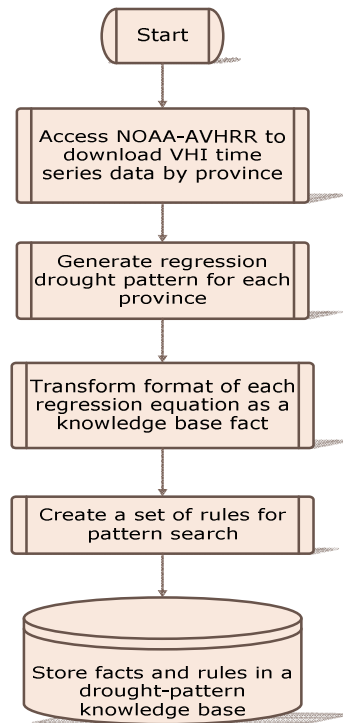 Start
Access NOAA-AVHRR to
download VHI time
series data by province
Generate regression
drought pattern for each
province
Transform format of each
regression equation as a
knowledge base fact
Create a set of rules for
pattern search
Store facts and rules in a
drought-pattern
knowledge base